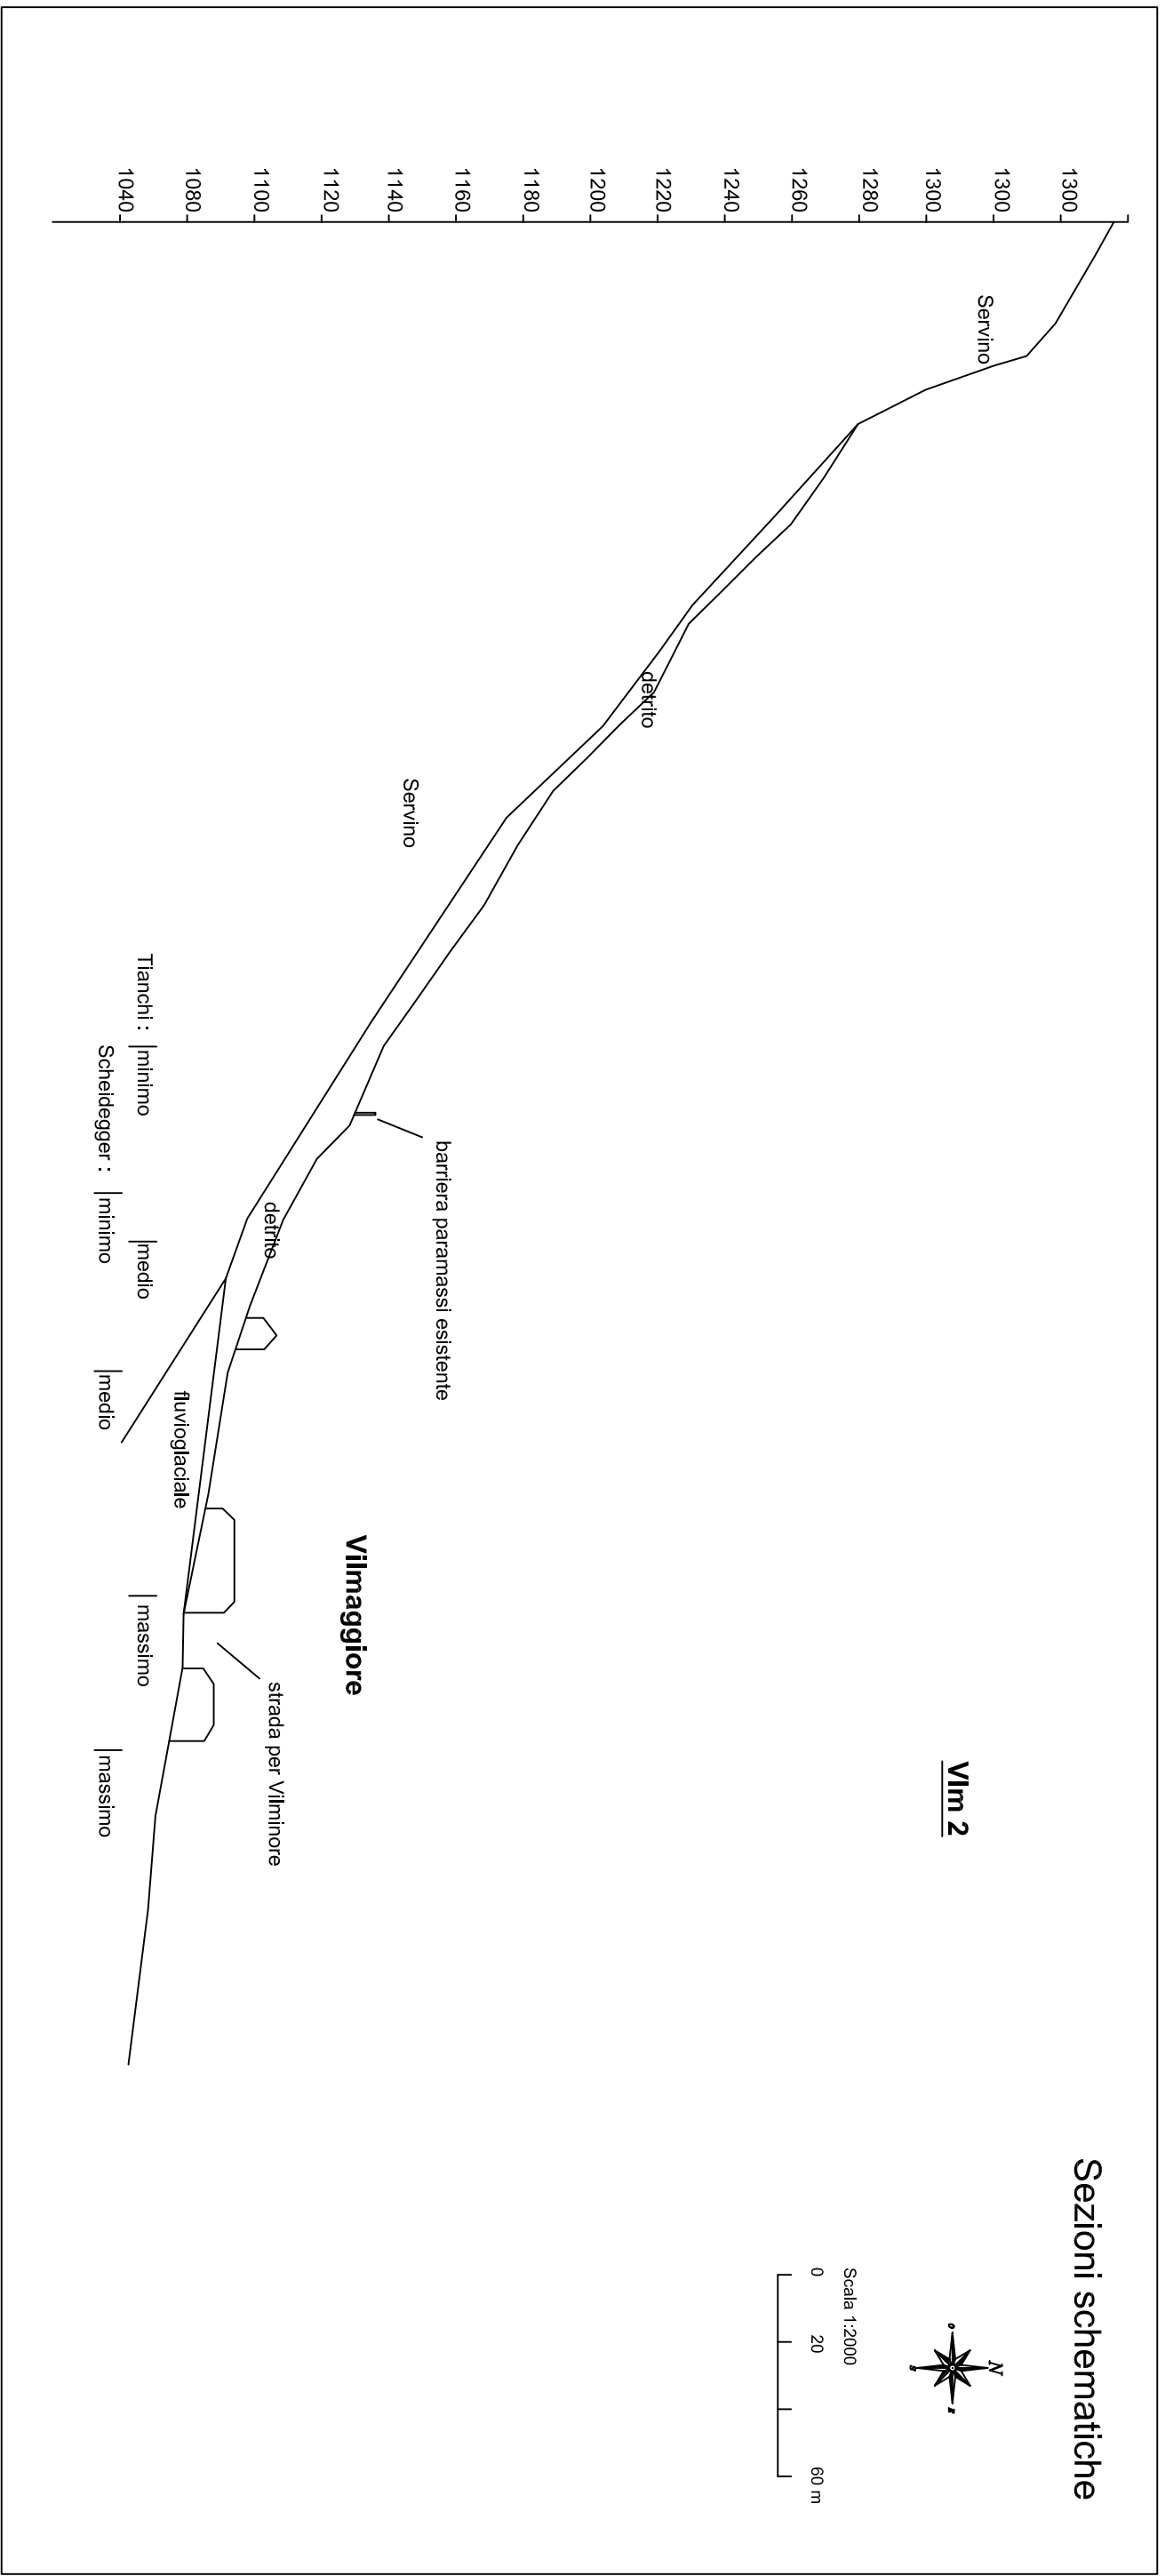 Sezioni schematiche
N
O
E
S
Scala 1:2000
0 20 60 m
Vlm 2
1300
1300
1300
1280
1260
1240
1220
1200
1180
1160
1140
1120
1100
1080
1040
Servino
detrito
Servino
barriera paramassi esistente
Vilmaggiore
detrito
strada per Vilminore
fluvioglaciale
Tianchi : minimo medio massimo
Scheidegger : minimo medio massimo